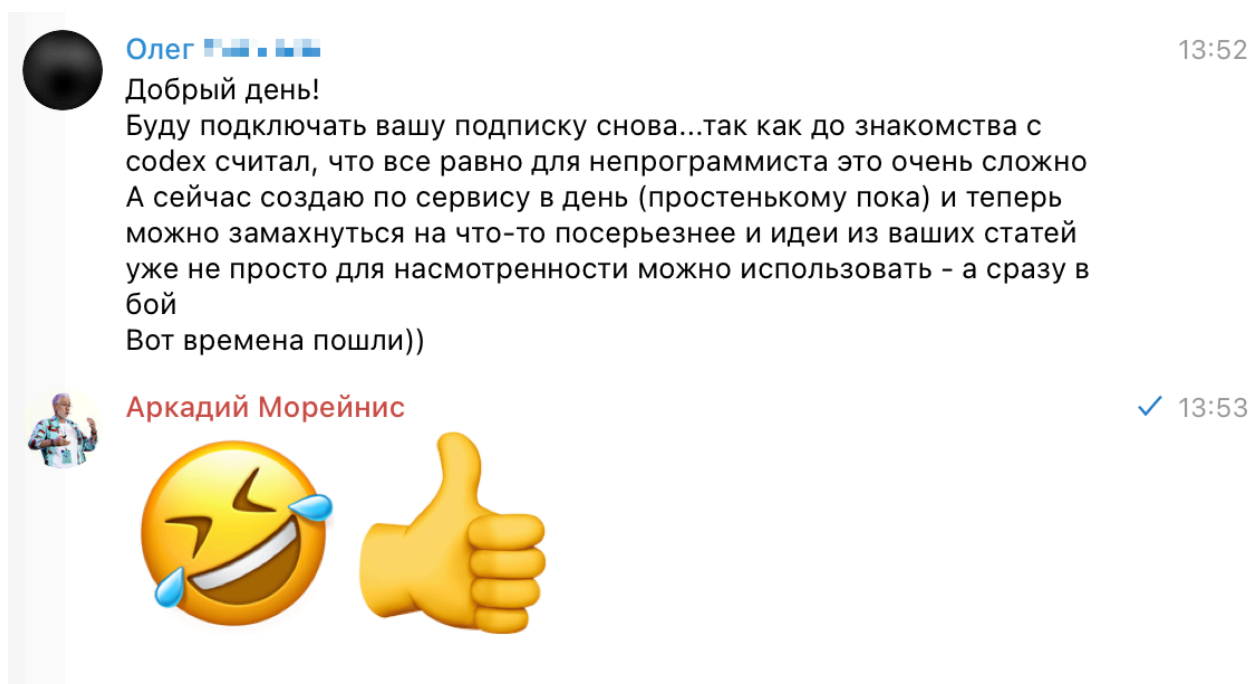 Олег
13:52
Добрый день!
Буду подключать вашу подписку снова...так как до знакомства с
codex считал, что все равно для непрограммиста это очень сложно
А сейчас создаю по сервису в день (простенькому пока) и теперь
можно замахнуться на что-то посерьезнее и идеи из ваших статей
уже не просто для насмотренности можно использовать - а сразу в
бой
Вот времена пошли))
Аркадий Морейнис
13:53